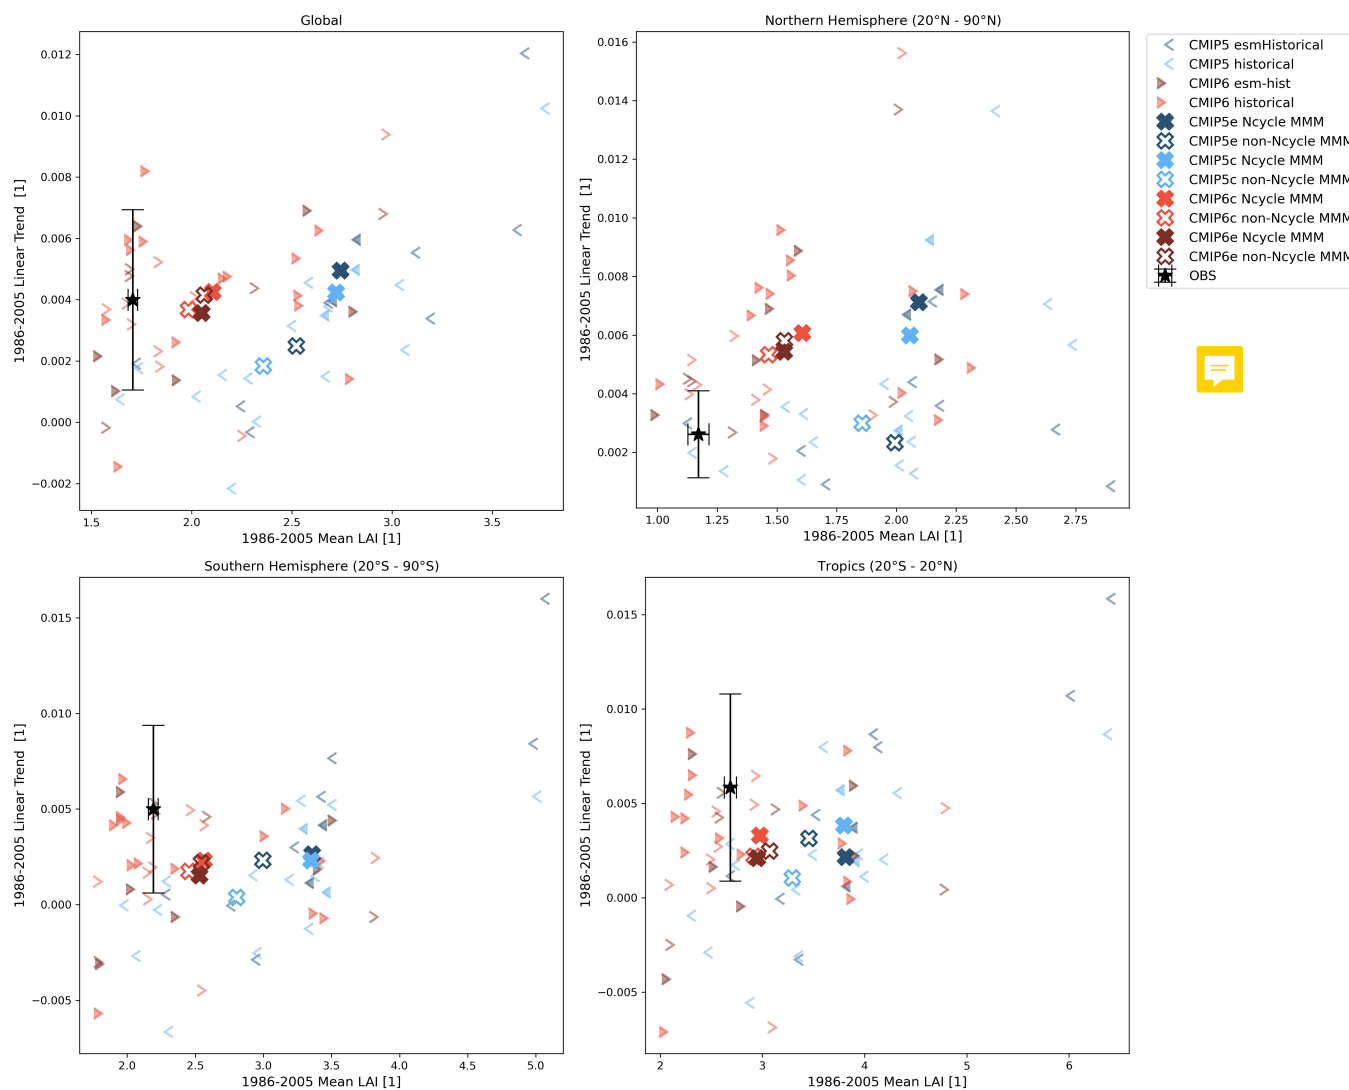 Global
0.012
0.010
0.008
0.006
0.004
0.002
0.000
−0.002
1986-2005 Linear Trend  [1]
1.5 2.0 2.5 3.0 3.5
1986-2005 Mean LAI [1]
Northern Hemisphere (20°N - 90°N)
0.016
0.014
0.012
0.010
0.008
0.006
0.004
0.002
1986-2005 Linear Trend  [1]
1.00 1.25 1.50 1.75 2.00 2.25 2.50 2.75
1986-2005 Mean LAI [1]
CMIP5 esmHistorical
CMIP5 historical
CMIP6 esm-hist
CMIP6 historical
CMIP5e Ncycle MMM
CMIP5e non-Ncycle MMM
CMIP5c Ncycle MMM
CMIP5c non-Ncycle MMM
CMIP6c Ncycle MMM
CMIP6c non-Ncycle MMM
CMIP6e Ncycle MMM
CMIP6e non-Ncycle MMM
OBS
Southern Hemisphere (20°S - 90°S)
0.015
0.010
0.005
0.000
−0.005
1986-2005 Linear Trend  [1]
2.0 2.5 3.0 3.5 4.0 4.5 5.0
1986-2005 Mean LAI [1]
Tropics (20°S - 20°N)
0.015
0.010
0.005
0.000
−0.005
1986-2005 Linear Trend  [1]
2 3 4 5 6
1986-2005 Mean LAI [1]